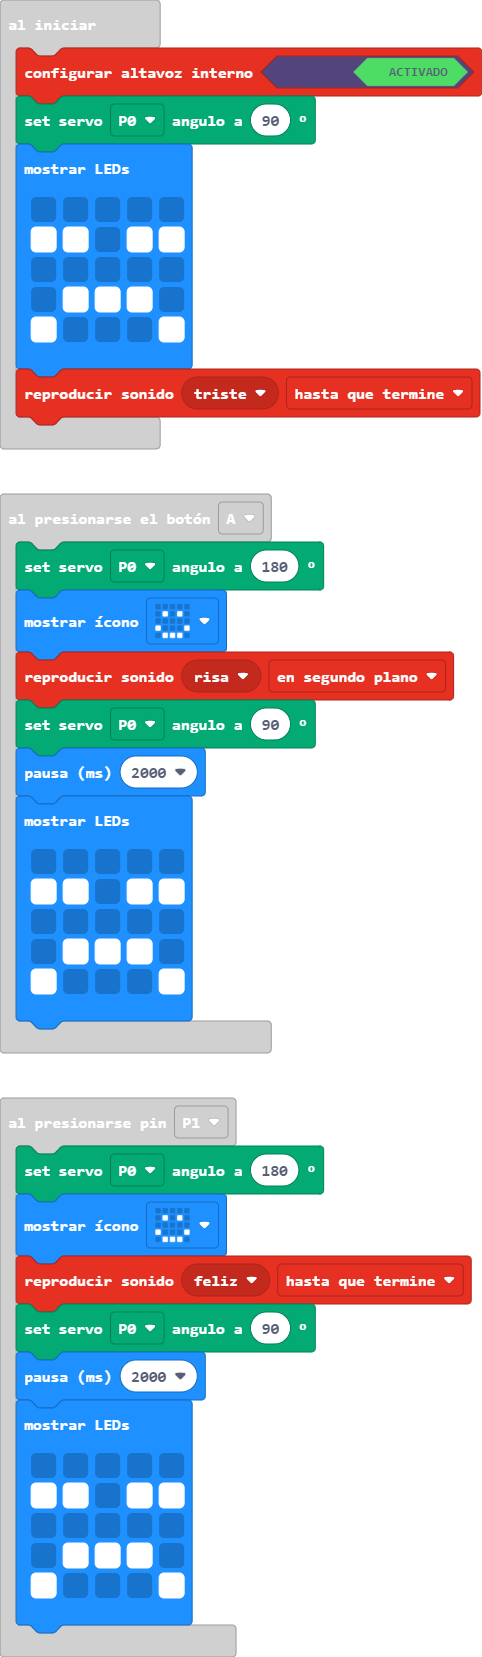 al iniciar
configurar altavoz interno ACTIVADO
set servo P0 angulo a 90 °
mostrar LEDs
reproducir sonido triste hasta que termine
al presionarse el botón A
set servo P0 angulo a 180 °
mostrar ícono
reproducir sonido risa en segundo plano
set servo P0 angulo a 90 °
pausa (ms) 2000
mostrar LEDs
al presionarse pin P1
set servo P0 angulo a 180 °
mostrar ícono
reproducir sonido feliz hasta que termine
set servo P0 angulo a 90 °
pausa (ms) 2000
mostrar LEDs